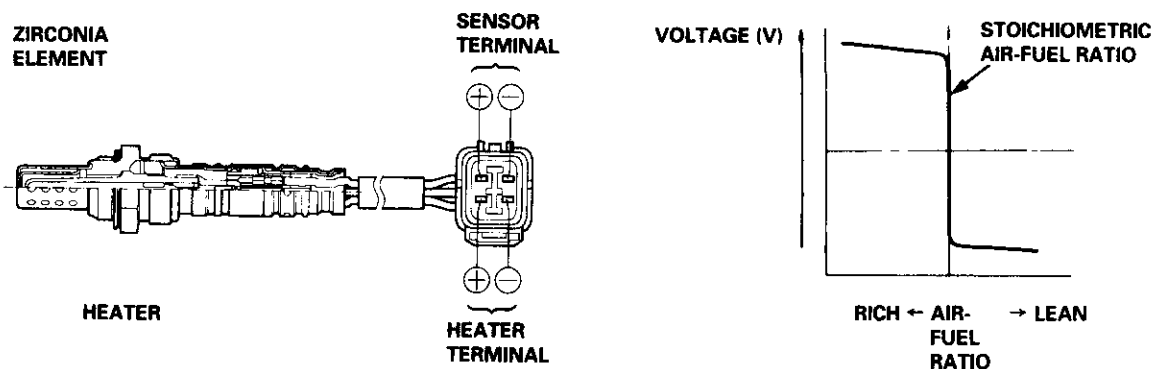 ZIRCONIA
ELEMENT
SENSOR
TERMINAL
+ −
HEATER
+ −
HEATER
TERMINAL
VOLTAGE (V)
STOICHIOMETRIC
AIR-FUEL RATIO
RICH ← AIR- → LEAN
FUEL
RATIO